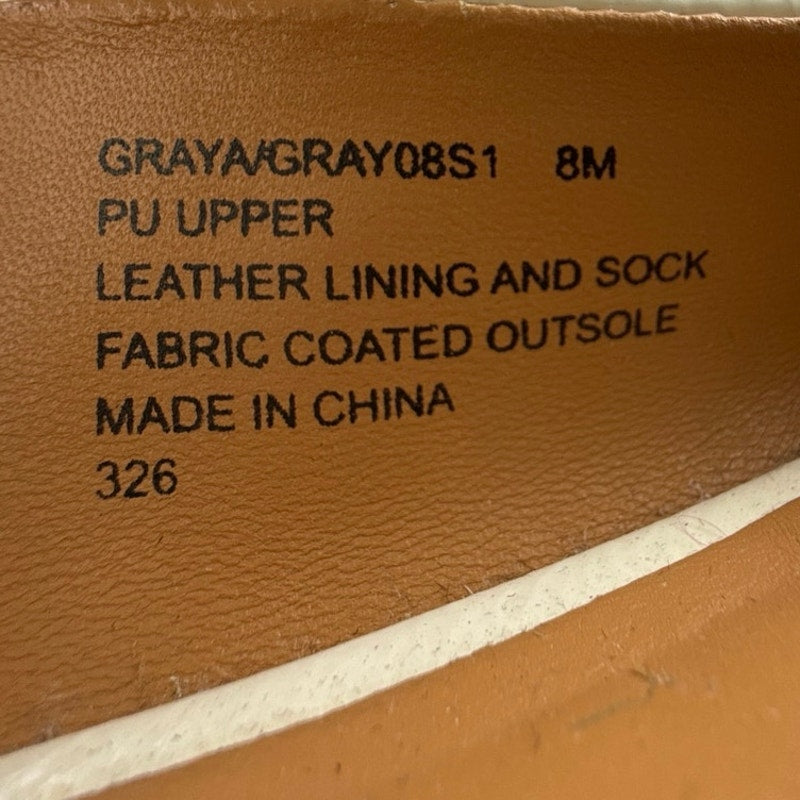 GRAYA/GRAY08S1 8M
PU UPPER
LEATHER LINING AND SOCK
FABRIC COATED OUTSOLE
MADE IN CHINA
326